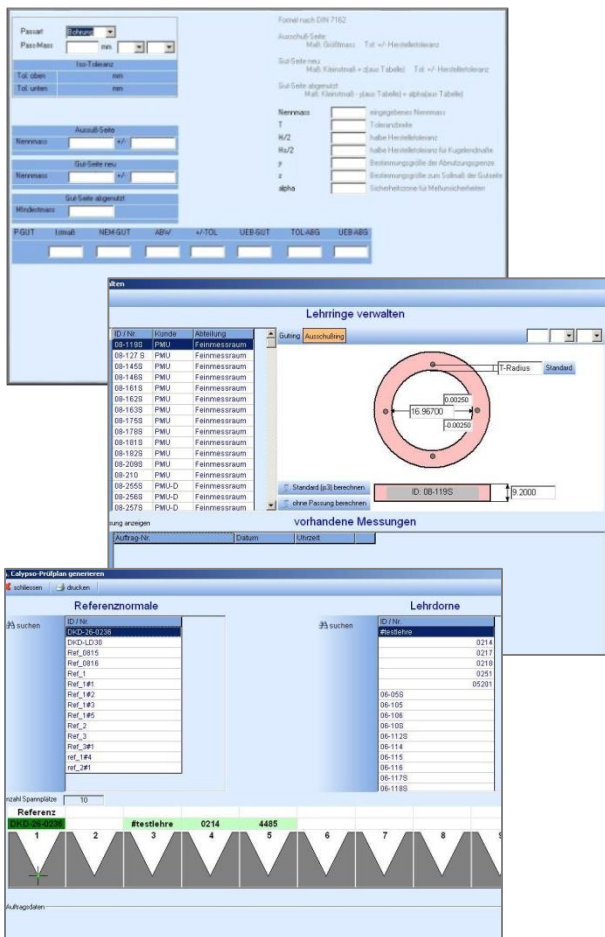 Passart Bohrung
Pass-Mass mm
Iso-Toleranz
Tol. oben mm
Tol. unten mm
Aussuß-Seite
Nennmass +/-
Gut-Seite neu
Nennmass +/-
Gut-Seite abgenutzt
Mindestmass
Formel nach DIN 7162
Ausschuß-Seite
Maß: Größtmass Tol: +/- Herstellertoleranz
Gut-Seite neu
Maß: Kleinstmaß + z(aus Tabelle) Tol: +/- Herstellertoleranz
Gut-Seite abgenutzt
Maß: Kleinstmaß - y(aus Tabelle) + alpha(aus Tabelle)
Nennmass eingegebenes Nennmass
T Toleranzbreite
H/2 halbe Herstellertoleranz
Hs/2 halbe Herstellertoleranz für Kugelendmaße
y Bestimmungsgröße der Abnutzungsgrenze
z Bestimmungsgröße zum Sollmaß der Gutseite
alpha Sicherheitszone für Meßunsicherheiten
P-GUT Istmaß NEM-GUT ABW +/-TOL UEB-GUT TOL-ABG UEB-ABG
Lehrringe verwalten
ID / Nr. Kunde Abteilung
08-119S PMU Feinmessraum
08-127 S PMU Feinmessraum
08-145S PMU Feinmessraum
08-146S PMU Feinmessraum
08-161S PMU Feinmessraum
08-162S PMU Feinmessraum
08-163S PMU Feinmessraum
08-175S PMU Feinmessraum
08-178S PMU Feinmessraum
08-181S PMU Feinmessraum
08-182S PMU Feinmessraum
08-209S PMU Feinmessraum
08-210 PMU Feinmessraum
08-255S PMU-D Feinmessraum
08-256S PMU-D Feinmessraum
08-257S PMU-D Feinmessraum
Gutring Ausschußring
T-Radius Standard
0.00250
16.96700
-0.00250
Standard (js3) berechnen
ohne Passung berechnen
ID: 08-119S
9.2000
anzeigen
vorhandene Messungen
Auftrag-Nr. Datum Uhrzeit
Calypso-Prüfplan generieren
schliessen drucken
Referenznormale
suchen
ID / Nr.
DKD-26-0236
DKD-LD38
Ref_0815
Ref_0816
Ref_1
Ref_1#1
Ref_1#2
Ref_1#3
Ref_1#5
Ref_2
Ref_3
Ref_3#1
ref_1#4
ref_2#1
Lehrdorne
suchen
ID / Nr.
#testlehre
0214
0217
0218
0251
05201
06-05S
06-105
06-106
06-10S
06-112S
06-114
06-115
06-116
06-117S
06-118S
Spannplätze 10
Referenz
DKD-26-0236 #testlehre 0214 4485
1 2 3 4 5 6 7 8
Auftragsdaten